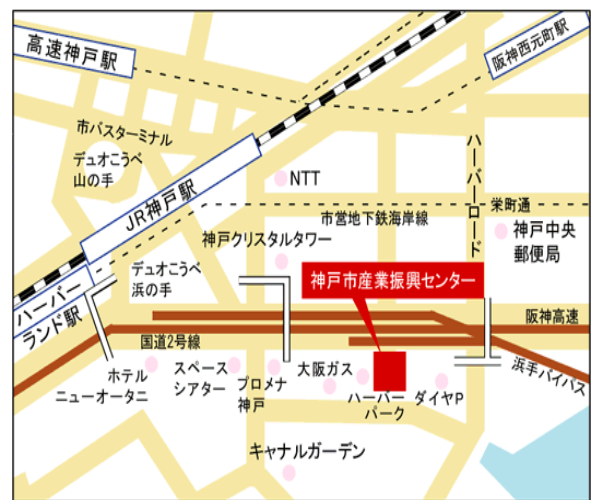 高速神戸駅
阪神西元町駅
市バスターミナル
デュオこうべ
山の手
JR神戸駅
NTT
ハーバーロード
市営地下鉄海岸線
栄町通
神戸中央
郵便局
神戸クリスタルタワー
デュオこうべ
浜の手
神戸市産業振興センター
ハーバー
ランド駅
阪神高速
国道2号線
浜手バイパス
ホテル
ニューオータニ
スペース
シアター
プロメナ
神戸
大阪ガス
ハーバー
パーク
ダイヤP
キャナルガーデン